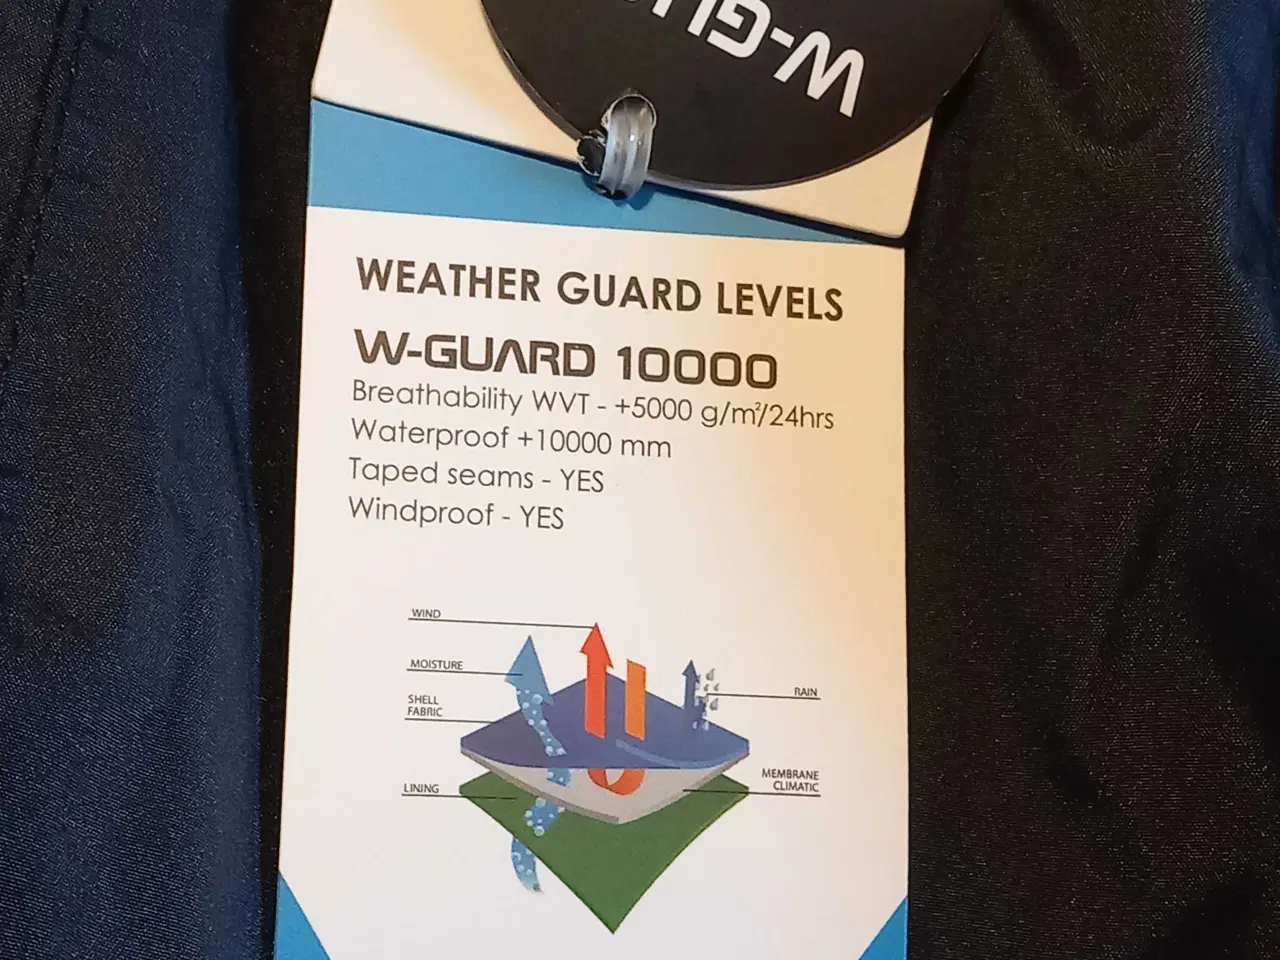 W-GU
WEATHER GUARD LEVELS
W-GUARD 10000
Breathability WVT - +5000 g/m²/24hrs
Waterproof +10000 mm
Taped seams - YES
Windproof - YES
WIND
MOISTURE
RAIN
SHELL
FABRIC
MEMBRANE
CLIMATIC
LINING